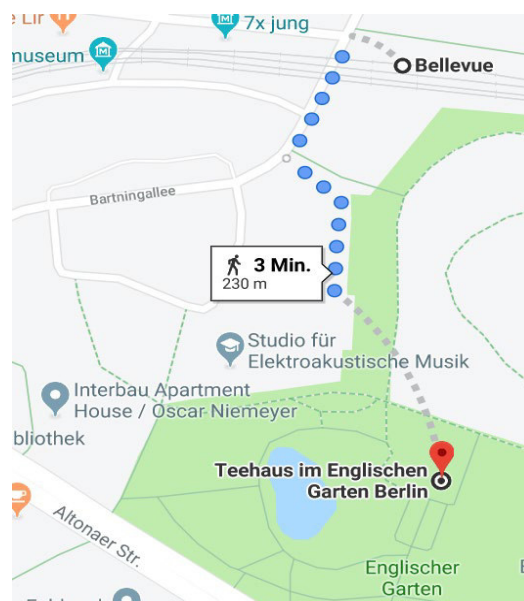 7x jung
museum
Bellevue
Bartningallee
3 Min.
230 m
Studio für
Elektroakustische Musik
Interbau Apartment
House / Oscar Niemeyer
bliothek
Teehaus im Englischen
Garten Berlin
Altonaer Str.
Englischer
Garten